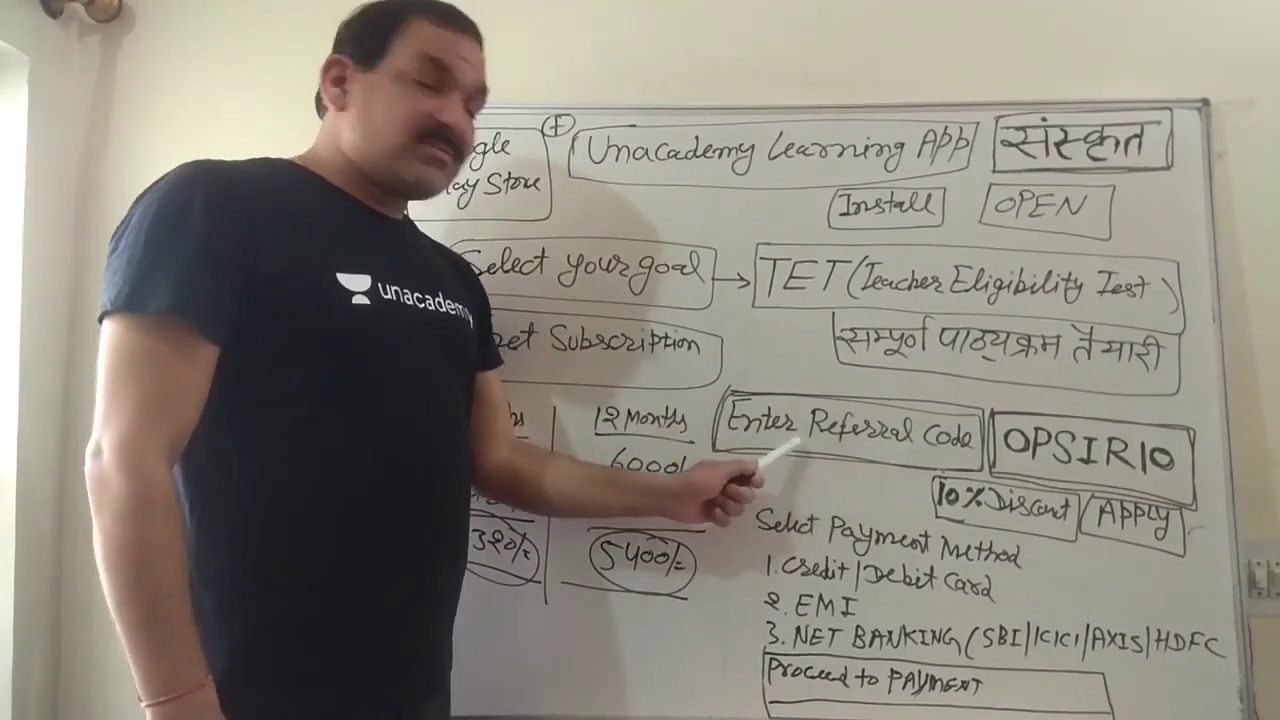 Unacademy Learning App
संस्कृत
Store
Install
OPEN
Select your goal
TET (Teacher Eligibility Test)
unacademy
Subscription
सम्पूर्ण पाठ्यक्रम तैयारी
12 Months
Enter Referral Code
OPSIR10
6000/
10% Discount
APPLY
5400/=
Select Payment Method
1. Credit/Debit Card
2. EMI
3. NET BANKING (SBI/ICICI/AXIS/HDFC
Proceed to PAYMENT